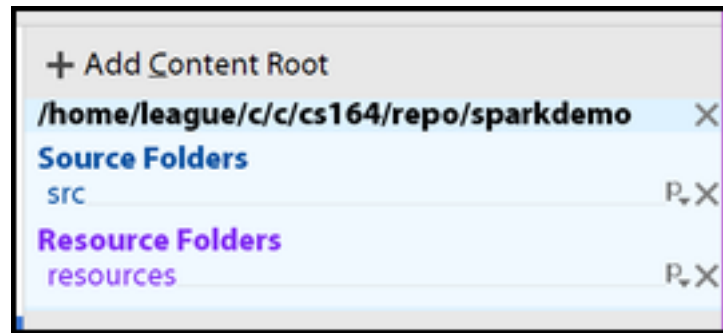 + Add Content Root
/home/league/c/c/cs164/repo/sparkdemo
Source Folders
src
Resource Folders
resources